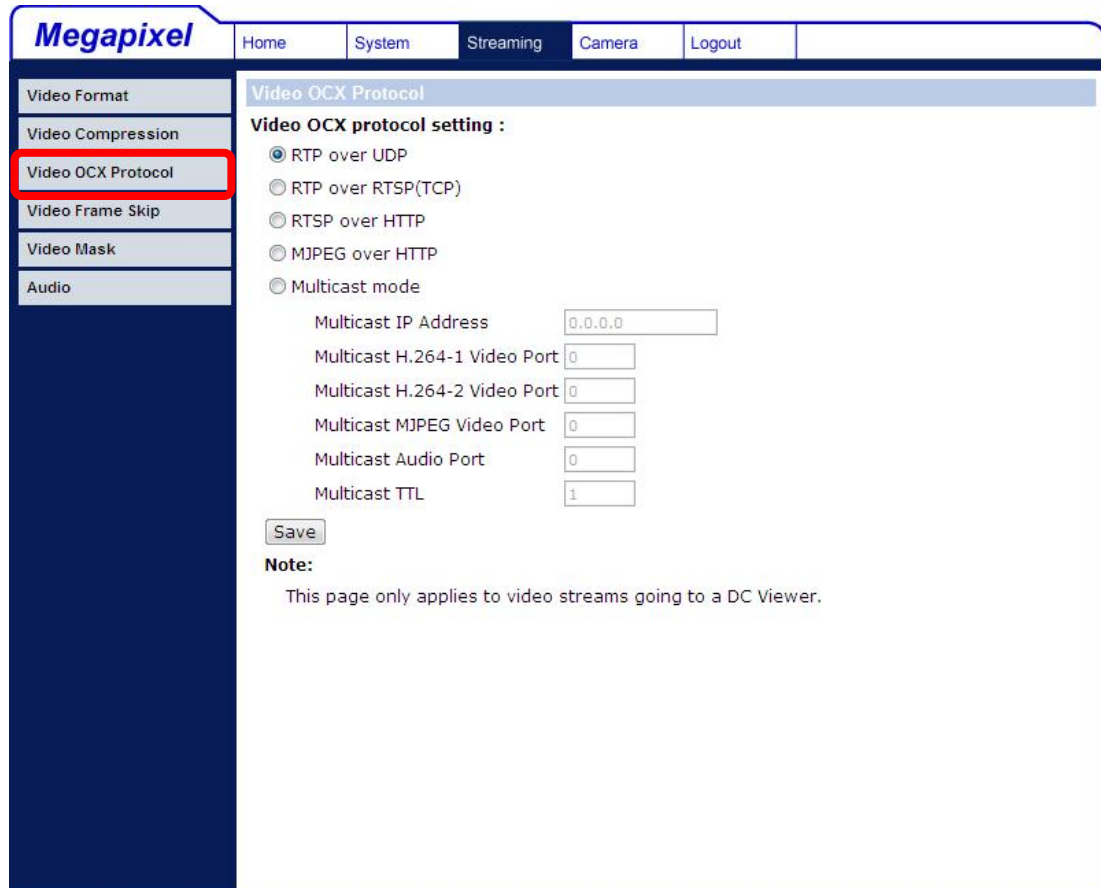 Megapixel
Home System Streaming Camera Logout
Video Format
Video Compression
Video OCX Protocol
Video Frame Skip
Video Mask
Audio
Video OCX Protocol
Video OCX protocol setting :
RTP over UDP
RTP over RTSP(TCP)
RTSP over HTTP
MJPEG over HTTP
Multicast mode
Multicast IP Address 0.0.0.0
Multicast H.264-1 Video Port 0
Multicast H.264-2 Video Port 0
Multicast MJPEG Video Port 0
Multicast Audio Port 0
Multicast TTL 1
Save
Note:
This page only applies to video streams going to a DC Viewer.